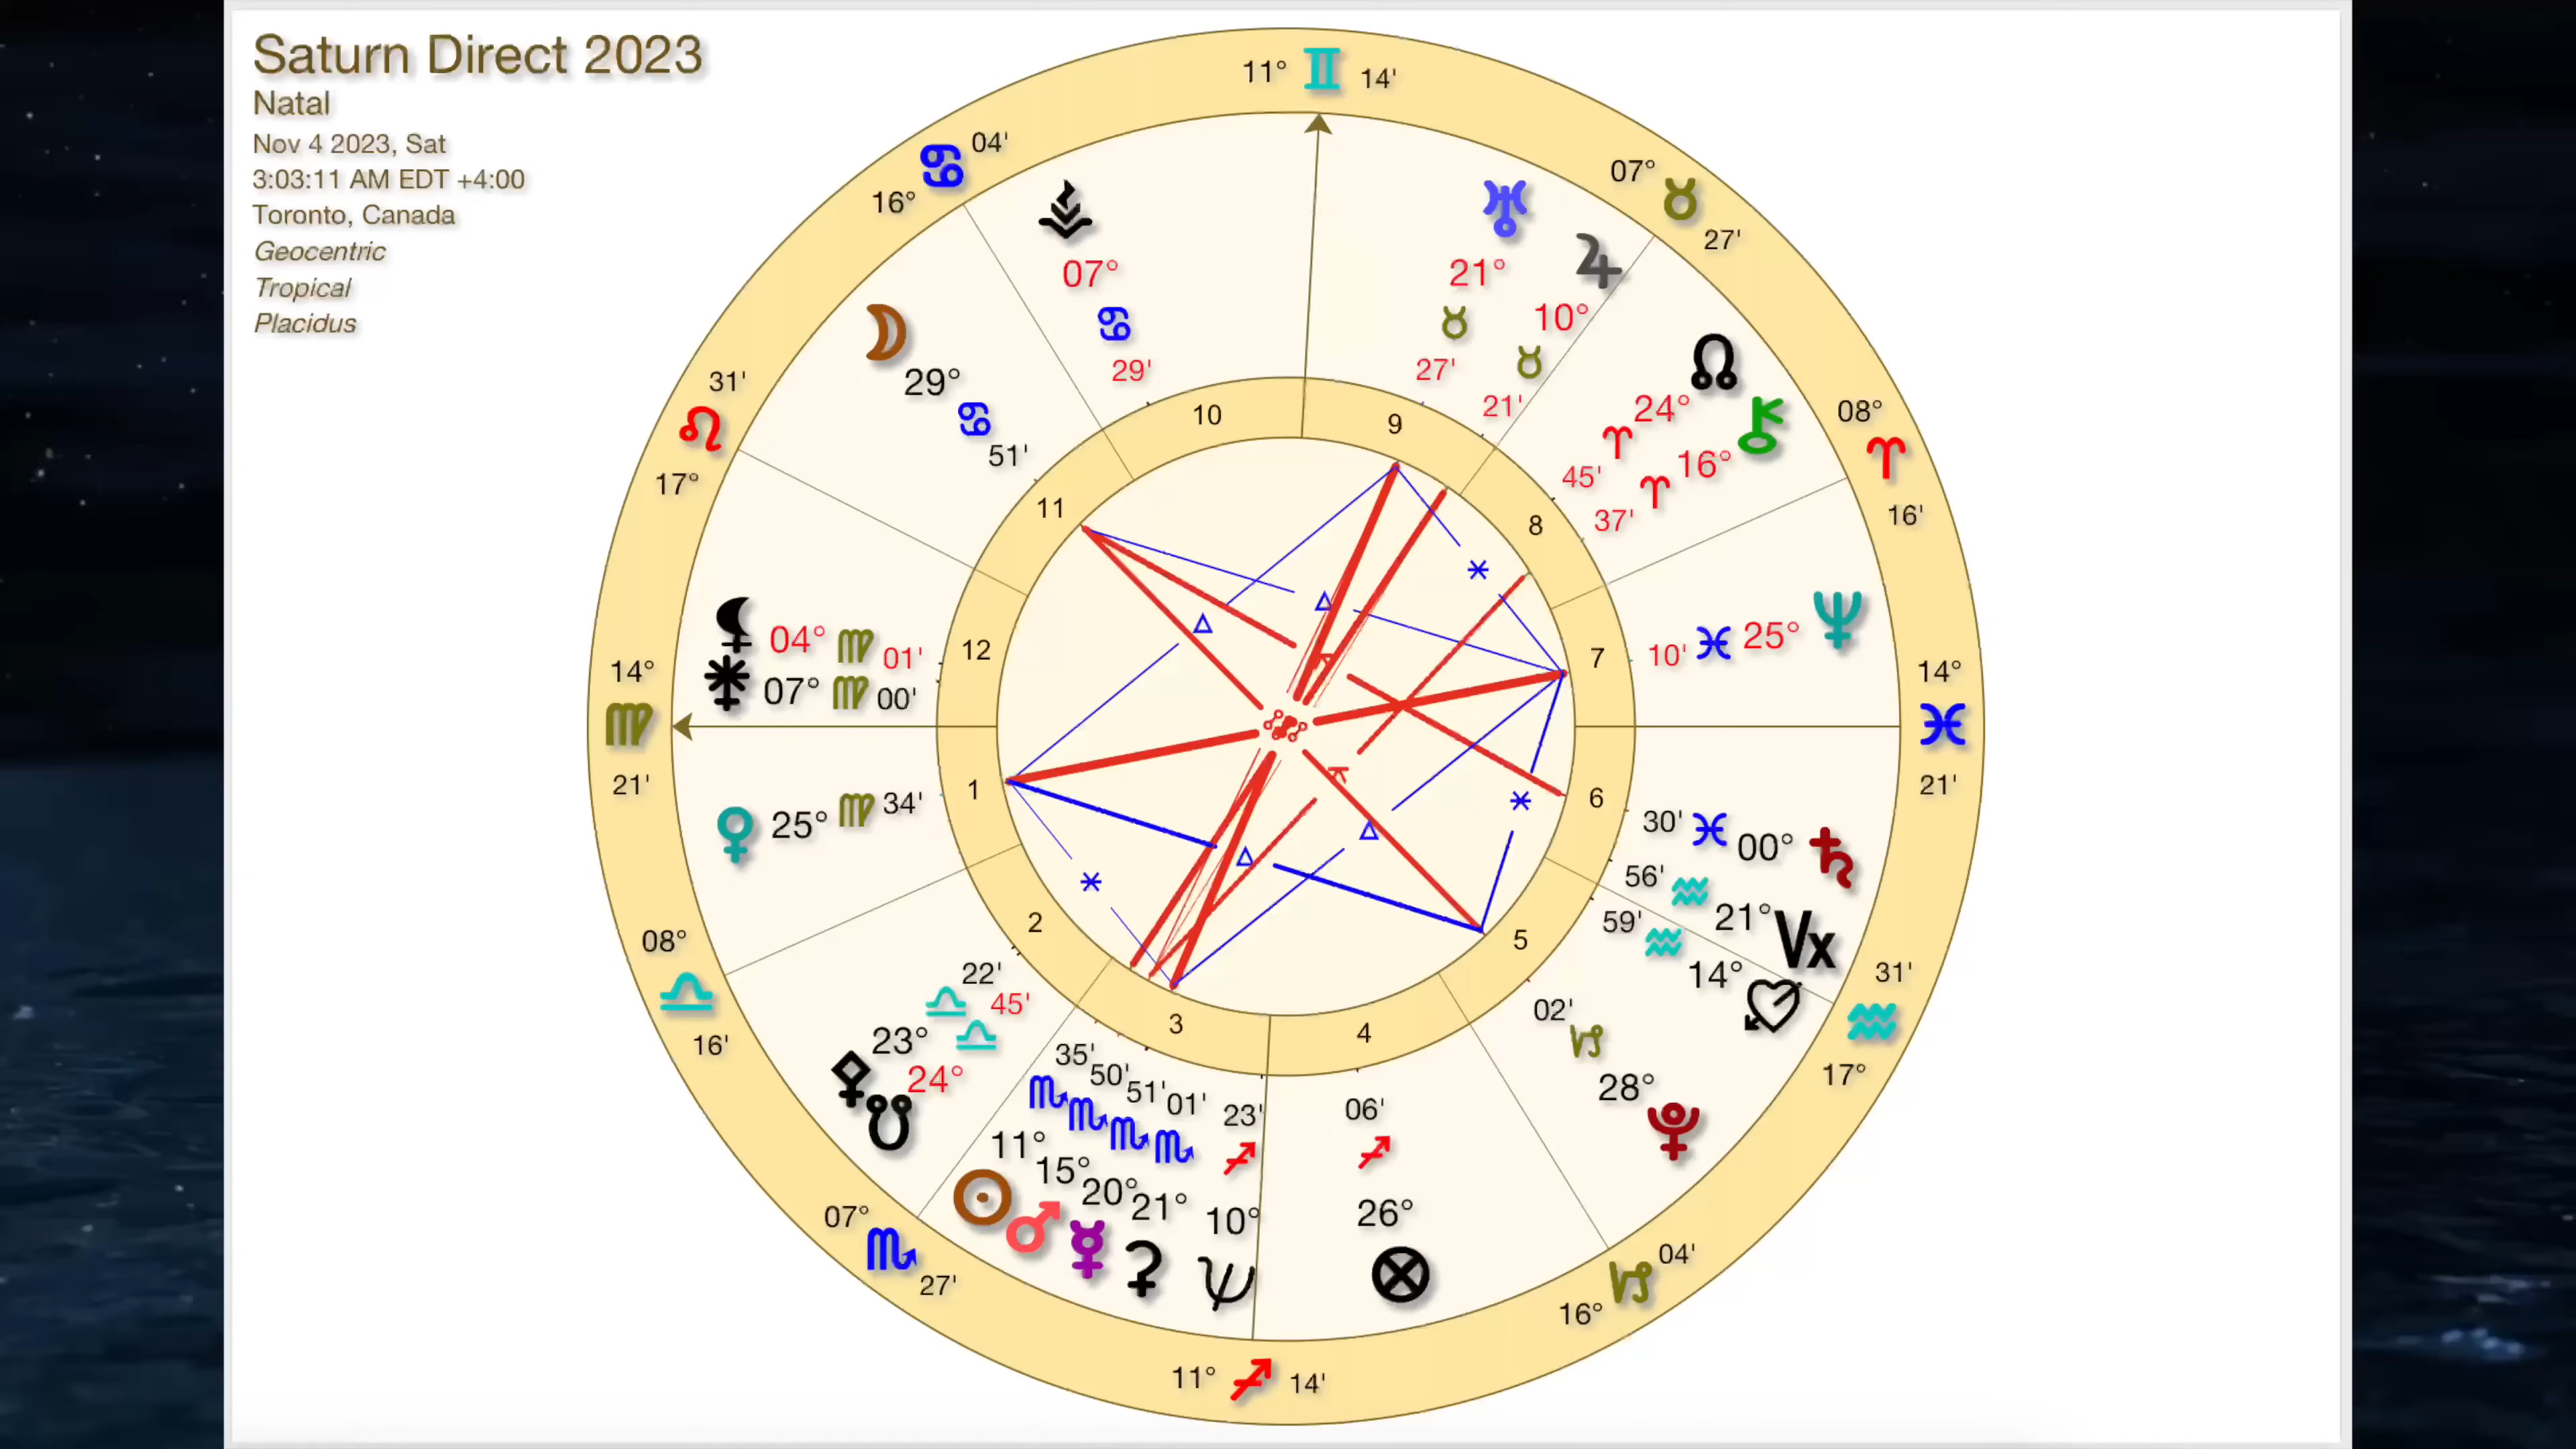 Saturn Direct 2023
Natal
Nov 4 2023, Sat
3:03:11 AM EDT +4:00
Toronto, Canada
Geocentric
Tropical
Placidus
11° ♊ 14'
16° ♋ 04'
07° ♉ 27'
31' ♌ 17°
08° ♈ 16'
14° ♍ 21'
14° ♓ 21'
08° ♎ 16'
31' ♒ 17°
07° ♏ 27'
16° ♑ 04'
11° ♐ 14'
⚶ 07° ♋ 29'
♅ 21° ♉ 27'
♃ 10° ♉ 21'
☽ 29° ♋ 51'
☊ 24° ♈ 45'
⚷ 16° ♈ 37'
⚸ 04° ♍ 01'
⚵ 07° ♍ 00'
10' ♓ 25° ♆
♀ 25° ♍ 34'
30' ♓ 00° ♄
56' ♒ 21° Vx
59' ♒ 14° 💘
02' ♑ 28° ♇
⚴ 23° ♎ 22'
☋ 24° ♎ 45'
☉ 11° ♏ 35'
♂ 15° ♏ 50'
☿ 20° ♏ 51'
⚳ 21° ♏ 01'
10° ♐ 23'
⊗ 26° ♐ 06'
1
2
3
4
5
6
7
8
9
10
11
12